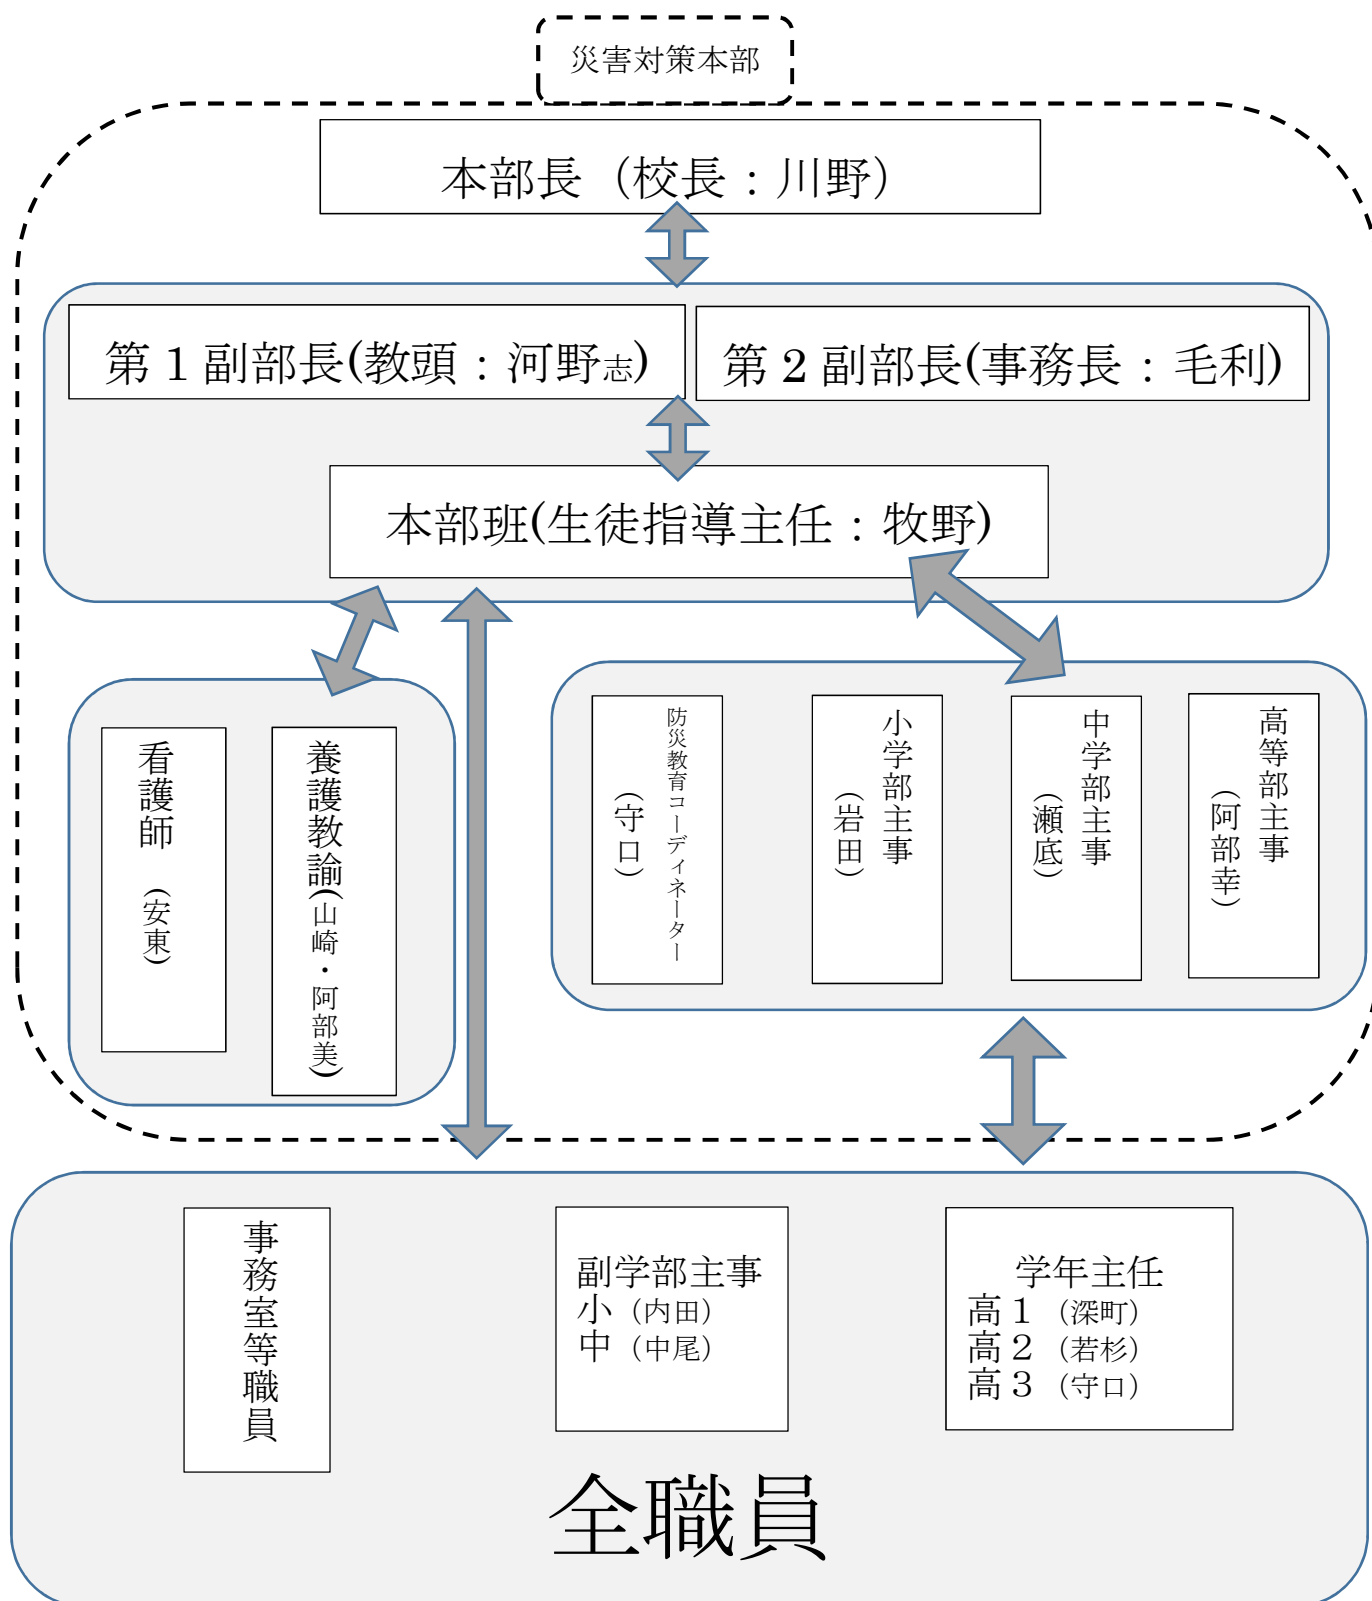 災害対策本部
本部長（校長：川野）
第１副部長(教頭：河野志)
第２副部長(事務長：毛利)
本部班(生徒指導主任：牧野)
看護師　(安東)
養護教諭(山崎・阿部美)
防災教育コーディネーター
(守口)
小学部主事
(岩田)
中学部主事
(瀬底)
高等部主事
(阿部幸)
事務室等職員
副学部主事
小（内田）
中（中尾）
学年主任
高１（深町）
高２（若杉）
高３（守口）
全職員